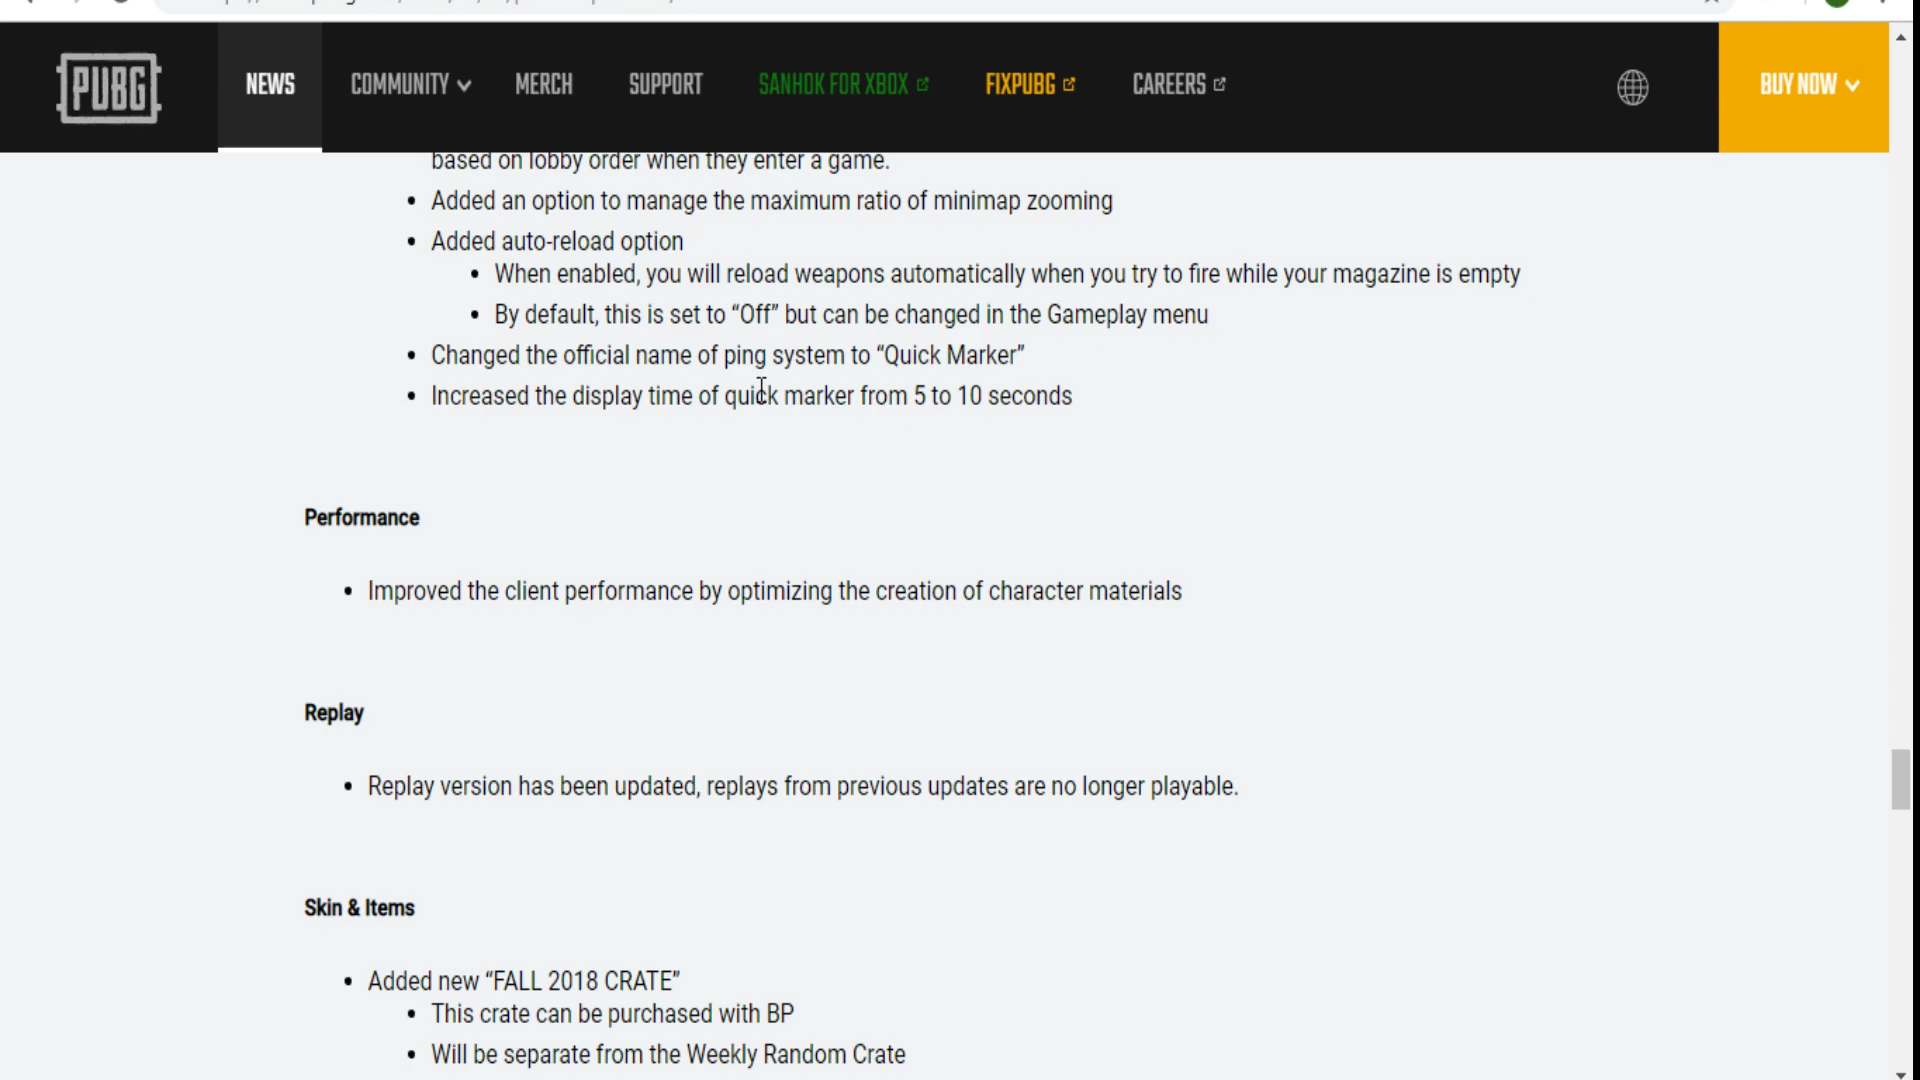 PUBG
NEWS
COMMUNITY
MERCH
SUPPORT
SANHOK FOR XBOX
FIXPUBG
CAREERS
BUY NOW
based on lobby order when they enter a game.
• Added an option to manage the maximum ratio of minimap zooming
• Added auto-reload option
• When enabled, you will reload weapons automatically when you try to fire while your magazine is empty
• By default, this is set to “Off” but can be changed in the Gameplay menu
• Changed the official name of ping system to “Quick Marker”
• Increased the display time of quick marker from 5 to 10 seconds
Performance
• Improved the client performance by optimizing the creation of character materials
Replay
• Replay version has been updated, replays from previous updates are no longer playable.
Skin & Items
• Added new “FALL 2018 CRATE”
• This crate can be purchased with BP
• Will be separate from the Weekly Random Crate